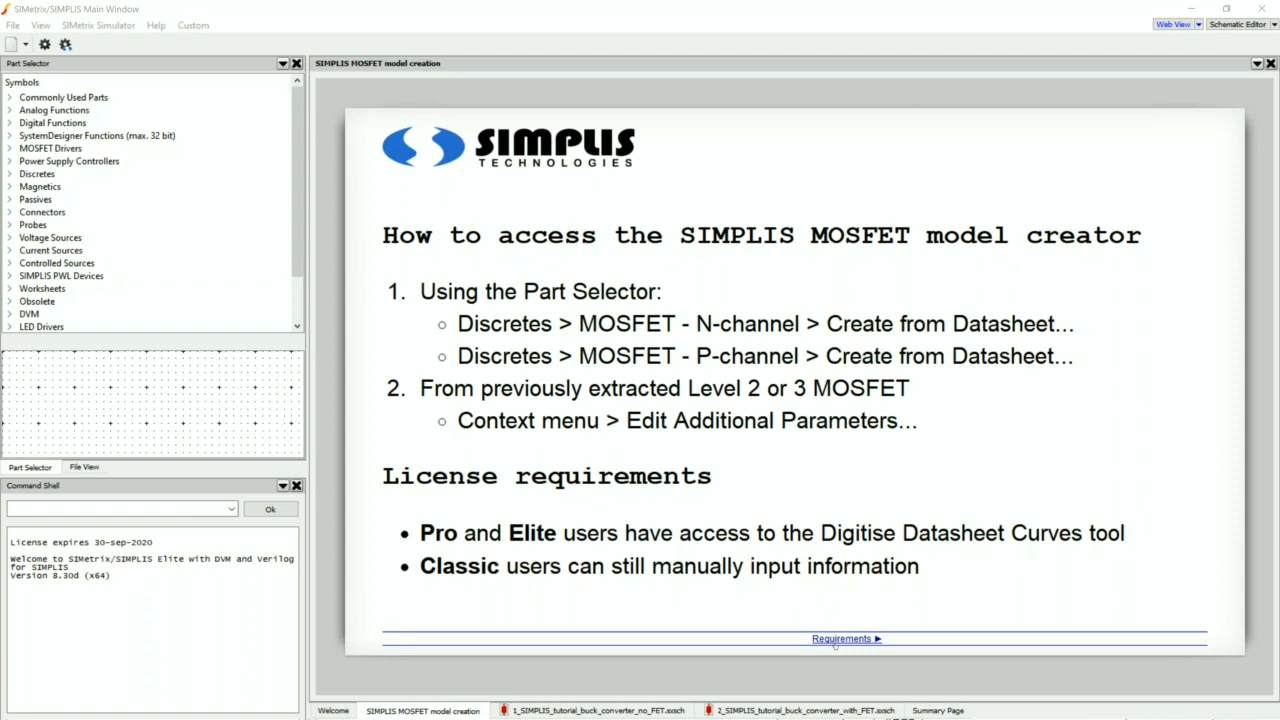 SIMetrix/SIMPLIS Main Window
File View SIMetrix Simulator Help Custom
Web View Schematic Editor
Part Selector
Symbols
Commonly Used Parts
Analog Functions
Digital Functions
SystemDesigner Functions (max. 32 bit)
MOSFET Drivers
Power Supply Controllers
Discretes
Magnetics
Passives
Connectors
Probes
Voltage Sources
Current Sources
Controlled Sources
SIMPLIS PWL Devices
Worksheets
Obsolete
DVM
LED Drivers
Part Selector File View
Command Shell
Ok
License expires 30-sep-2020
Welcome to SIMetrix/SIMPLIS Elite with DVM and Verilog
for SIMPLIS
Version 8.30d (x64)
SIMPLIS MOSFET model creation
SIMPLIS
TECHNOLOGIES
How to access the SIMPLIS MOSFET model creator
1. Using the Part Selector:
Discretes > MOSFET - N-channel > Create from Datasheet...
Discretes > MOSFET - P-channel > Create from Datasheet...
2. From previously extracted Level 2 or 3 MOSFET
Context menu > Edit Additional Parameters...
License requirements
Pro and Elite users have access to the Digitise Datasheet Curves tool
Classic users can still manually input information
Requirements ►
Welcome SIMPLIS MOSFET model creation 1_SIMPLIS_tutorial_buck_converter_no_FET.sxsch 2_SIMPLIS_tutorial_buck_converter_with_FET.sxsch Summary Page